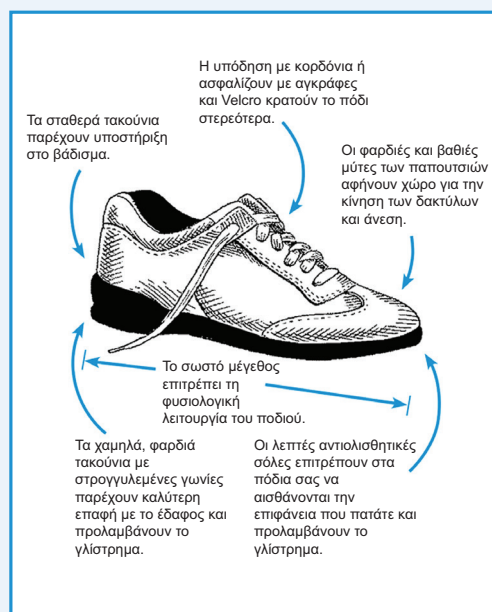 Η υπόδηση με κορδόνια ή
ασφαλίζουν με αγκράφες
και Velcro κρατούν το πόδι
στερεότερα.
Τα σταθερά τακούνια
παρέχουν υποστήριξη
στο βάδισμα.
Οι φαρδιές και βαθιές
μύτες των παπουτσιών
αφήνουν χώρο για την
κίνηση των δακτύλων
και άνεση.
Το σωστό μέγεθος
επιτρέπει τη
φυσιολογική
λειτουργία του ποδιού.
Τα χαμηλά, φαρδιά
τακούνια με
στρογγυλεμένες γωνίες
παρέχουν καλύτερη
επαφή με το έδαφος και
προλαμβάνουν το
γλίστρημα.
Οι λεπτές αντιολισθητικές
σόλες επιτρέπουν στα
πόδια σας να
αισθάνονται την
επιφάνεια που πατάτε και
προλαμβάνουν το
γλίστρημα.